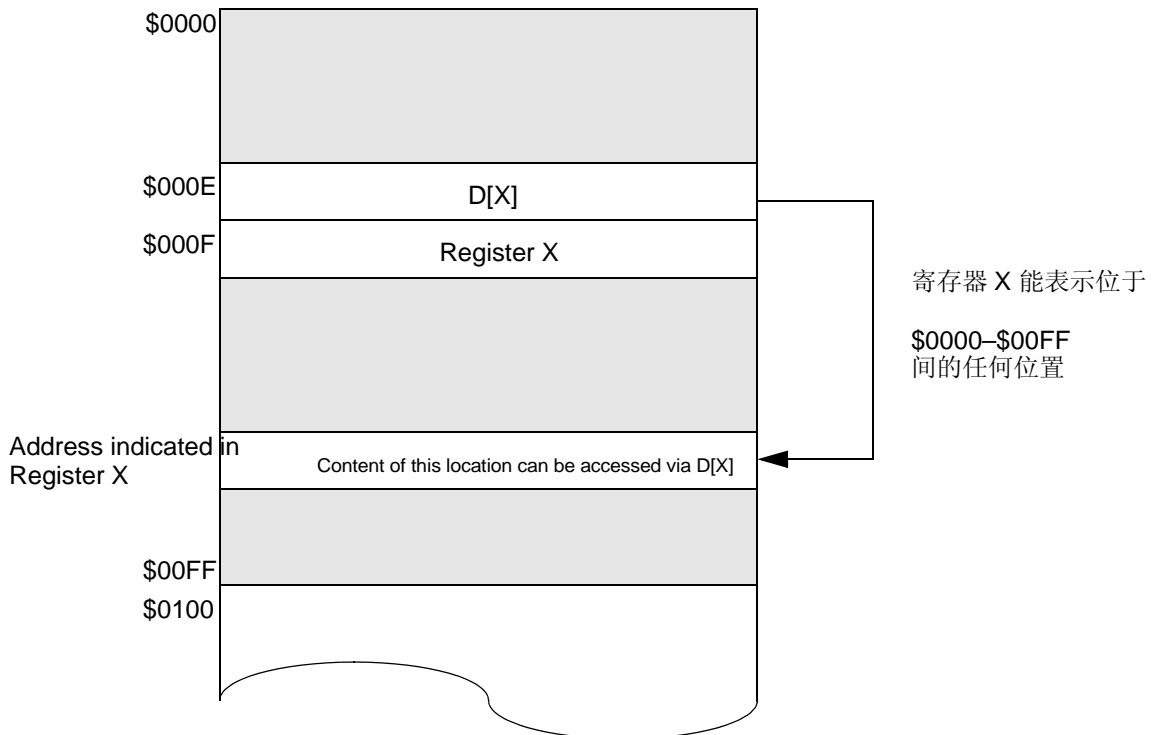 $0000
$000E
D[X]
$000F
Register X
寄存器 X 能表示位于
$0000–$00FF
间的任何位置
Address indicated in
Register X
Content of this location can be accessed via D[X]
$00FF
$0100